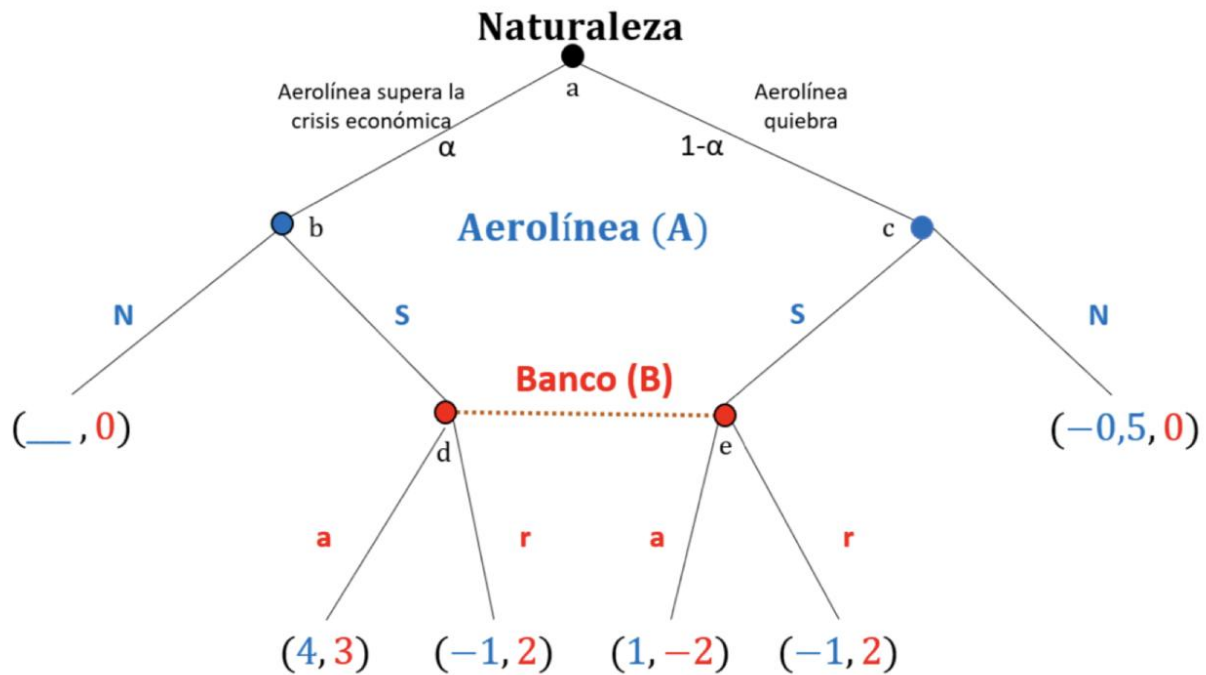 Naturaleza
a
Aerolínea supera la
crisis económica
α
Aerolínea
quiebra
1-α
b
Aerolínea (A)
c
N
S
S
N
Banco (B)
(__ ,0)
(−0,5,0)
d
e
a
r
a
r
(4,3)
(−1,2)
(1,−2)
(−1,2)